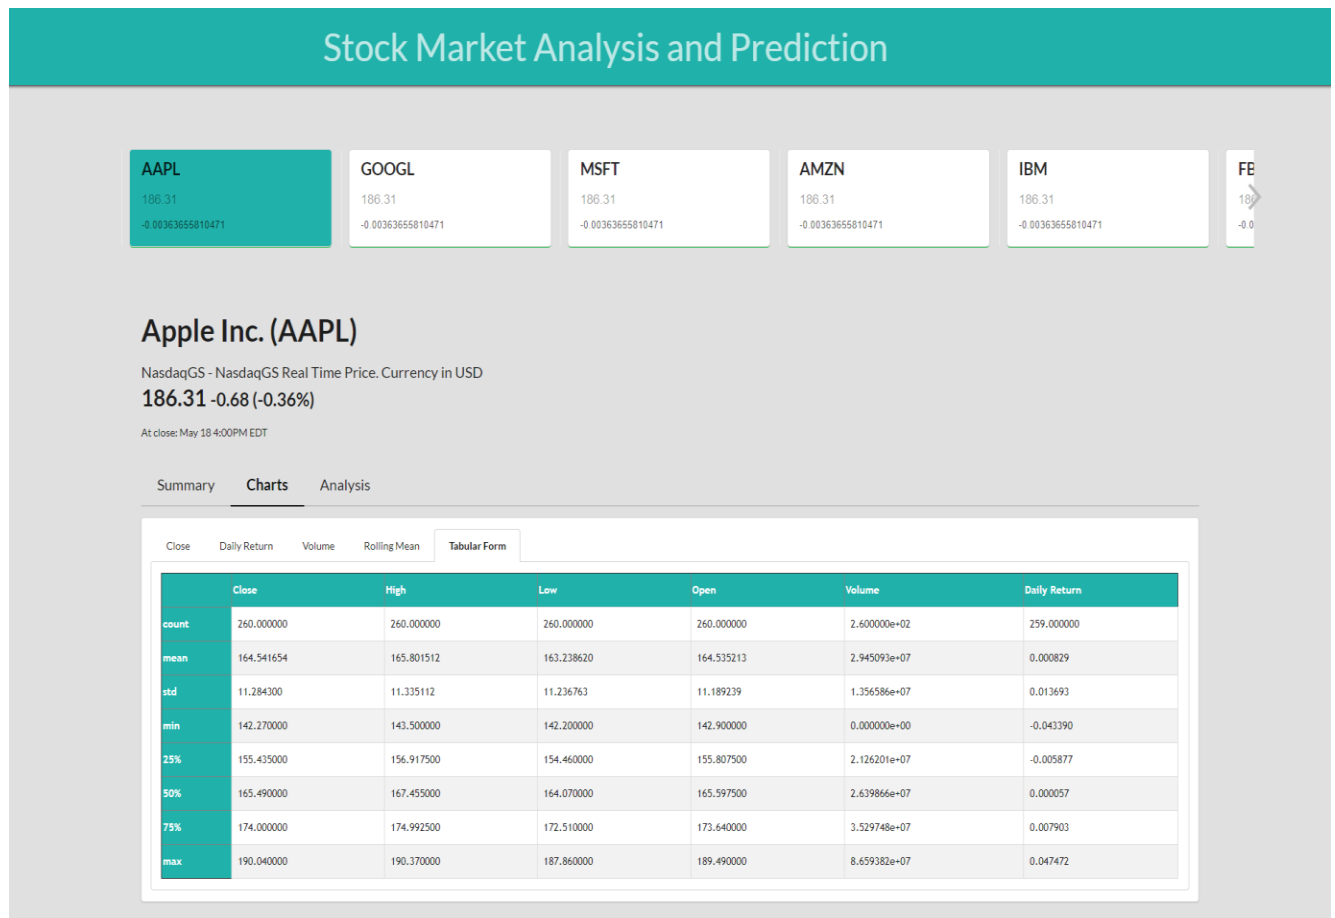 Stock Market Analysis and Prediction
AAPL GOOGL MSFT AMZN IBM FB
186.31 186.31 186.31 186.31 186.31 186
-0.00363655810471 -0.00363655810471 -0.00363655810471 -0.00363655810471 -0.00363655810471 -0.0
Apple Inc. (AAPL)
NasdaqGS - NasdaqGS Real Time Price. Currency in USD
186.31 -0.68 (-0.36%)
At close: May 18 4:00PM EDT
Summary Charts Analysis
Close Daily Return Volume Rolling Mean Tabular Form
Close High Low Open Volume Daily Return
count 260.000000 260.000000 260.000000 260.000000 2.600000e+02 259.000000
mean 164.541654 165.801512 163.238620 164.535213 2.945093e+07 0.000829
std 11.284300 11.335112 11.236763 11.189239 1.356586e+07 0.013693
min 142.270000 143.500000 142.200000 142.900000 0.000000e+00 -0.043390
25% 155.435000 156.917500 154.460000 155.807500 2.126201e+07 -0.005877
50% 165.490000 167.455000 164.070000 165.597500 2.639866e+07 0.000057
75% 174.000000 174.992500 172.510000 173.640000 3.529748e+07 0.007903
max 190.040000 190.370000 187.860000 189.490000 8.659382e+07 0.047472